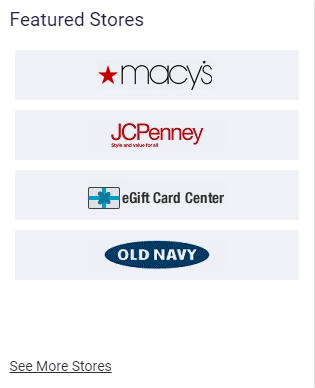 Featured Stores
macy's
JCPenney
Style and value for all
eGift Card Center
OLD NAVY
See More Stores